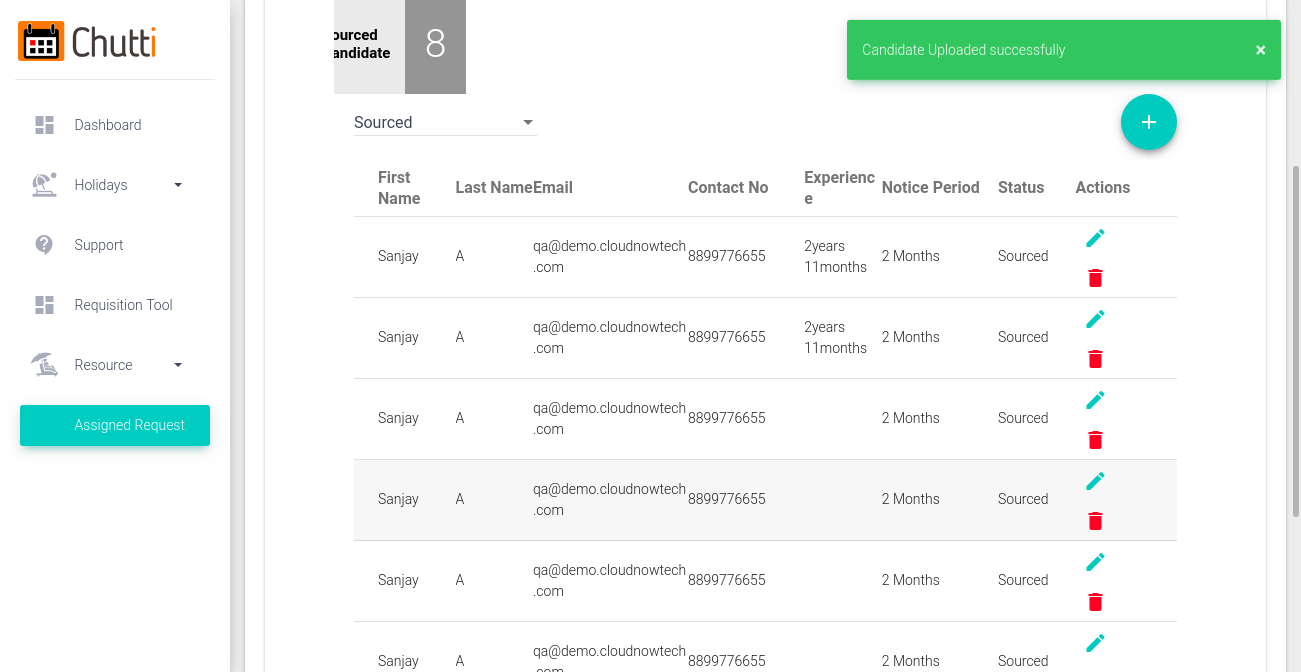 Chutti
Dashboard
Holidays
Support
Requisition Tool
Resource
Assigned Request
ourced
andidate
8
Candidate Uploaded successfully ×
Sourced
+
First
Name
Last Name
Email
Contact No
Experienc
e
Notice Period
Status
Actions
Sanjay A qa@demo.cloudnowtech 8899776655 2years 2 Months Sourced
.com 11months
Sanjay A qa@demo.cloudnowtech 8899776655 2years 2 Months Sourced
.com 11months
Sanjay A qa@demo.cloudnowtech 8899776655 2 Months Sourced
.com
Sanjay A qa@demo.cloudnowtech 8899776655 2 Months Sourced
.com
Sanjay A qa@demo.cloudnowtech 8899776655 2 Months Sourced
.com
Sanjay A qa@demo.cloudnowtech 8899776655 2 Months Sourced
.com